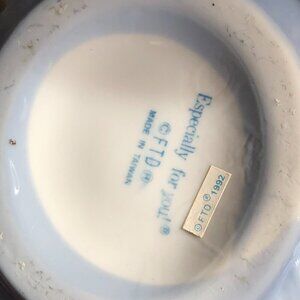 Especially for you!®
© FTD®
MADE IN TAIWAN
© FTD® 1992